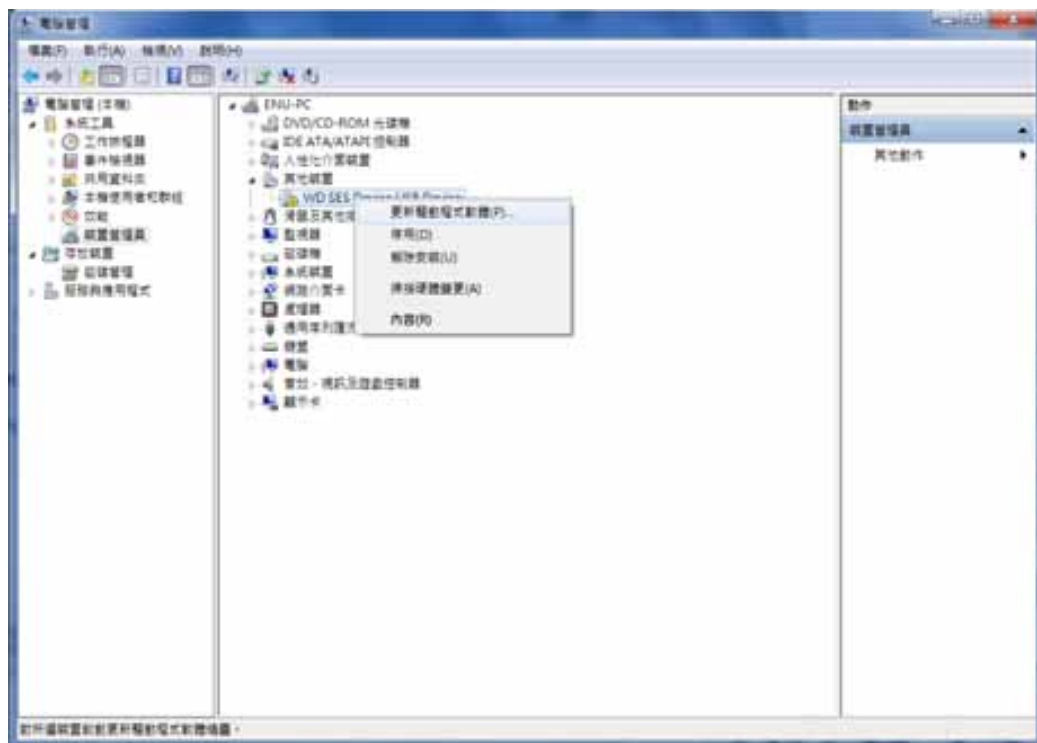 電腦管理
檔案(F) 執行(A) 檢視(V) 說明(H)
電腦管理 (本機)
系統工具
工作排程器
事件檢視器
共用資料夾
本機使用者和群組
效能
裝置管理員
存放裝置
磁碟管理
服務與應用程式
ENU-PC
DVD/CD-ROM 光碟機
IDE ATA/ATAPI 控制器
人性化介面裝置
其他裝置
WD SES Device USB Device
滑鼠及其他
監視器
磁碟機
系統裝置
網路介面卡
處理器
通用序列匯
鍵盤
電腦
音效、視訊及遊戲控制器
顯示卡
更新驅動程式軟體(P)...
停用(D)
解除安裝(U)
掃描硬體變更(A)
內容(R)
動作
裝置管理員
其他動作
對所選裝置啟動更新驅動程式軟體精靈。